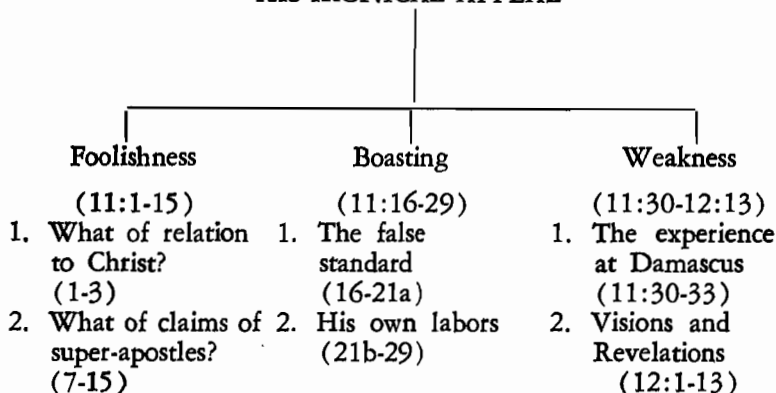 Foolishness
(11:1-15)
1. What of relation
to Christ?
(1-3)
2. What of claims of
super-apostles?
(7-15)
Boasting
(11:16-29)
1. The false
standard
(16-21a)
2. His own labors
(21b-29)
Weakness
(11:30-12:13)
1. The experience
at Damascus
(11:30-33)
2. Visions and
Revelations
(12:1-13)